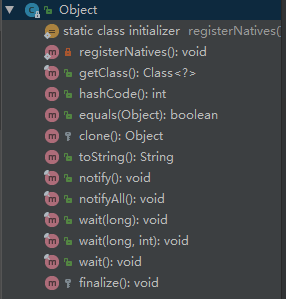 Object
static class initializer registerNatives(
registerNatives(): void
getClass(): Class<?>
hashCode(): int
equals(Object): boolean
clone(): Object
toString(): String
notify(): void
notifyAll(): void
wait(long): void
wait(long, int): void
wait(): void
finalize(): void